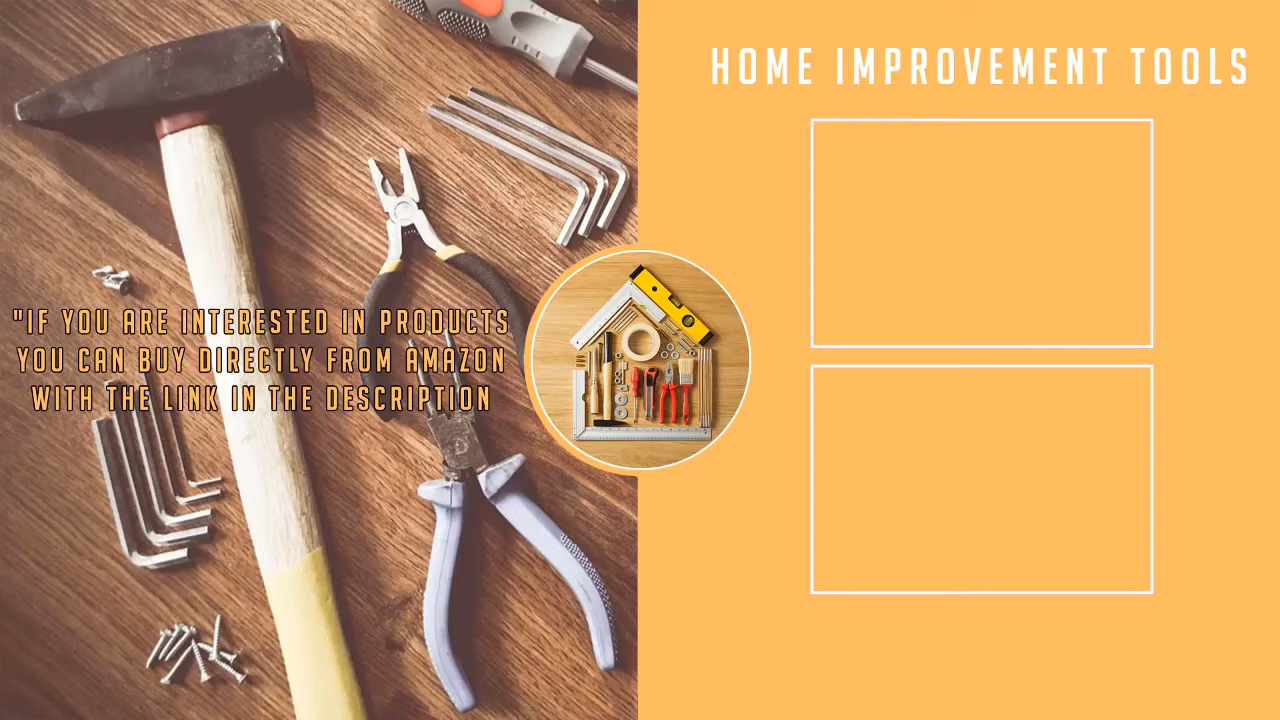 HOME IMPROVEMENT TOOLS
"IF YOU ARE INTERESTED IN PRODUCTS
YOU CAN BUY DIRECTLY FROM AMAZON
WITH THE LINK IN THE DESCRIPTION